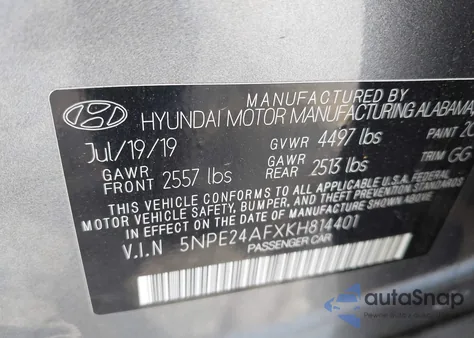 MANUFACTURED BY
HYUNDAI MOTOR MANUFACTURING ALABAMA,
Jul/19/19 GVWR 4497 lbs PAINT
GAWR FRONT 2557 lbs GAWR REAR 2513 lbs TRIM GG
THIS VEHICLE CONFORMS TO ALL APPLICABLE U.S. FEDERAL
MOTOR VEHICLE SAFETY, BUMPER, AND THEFT PREVENTION STANDARDS
IN EFFECT ON THE DATE OF MANUFACTURE SHOWN ABOVE.
V.I.N 5NPE24AFXKH814401
PASSENGER CAR
autoSnap